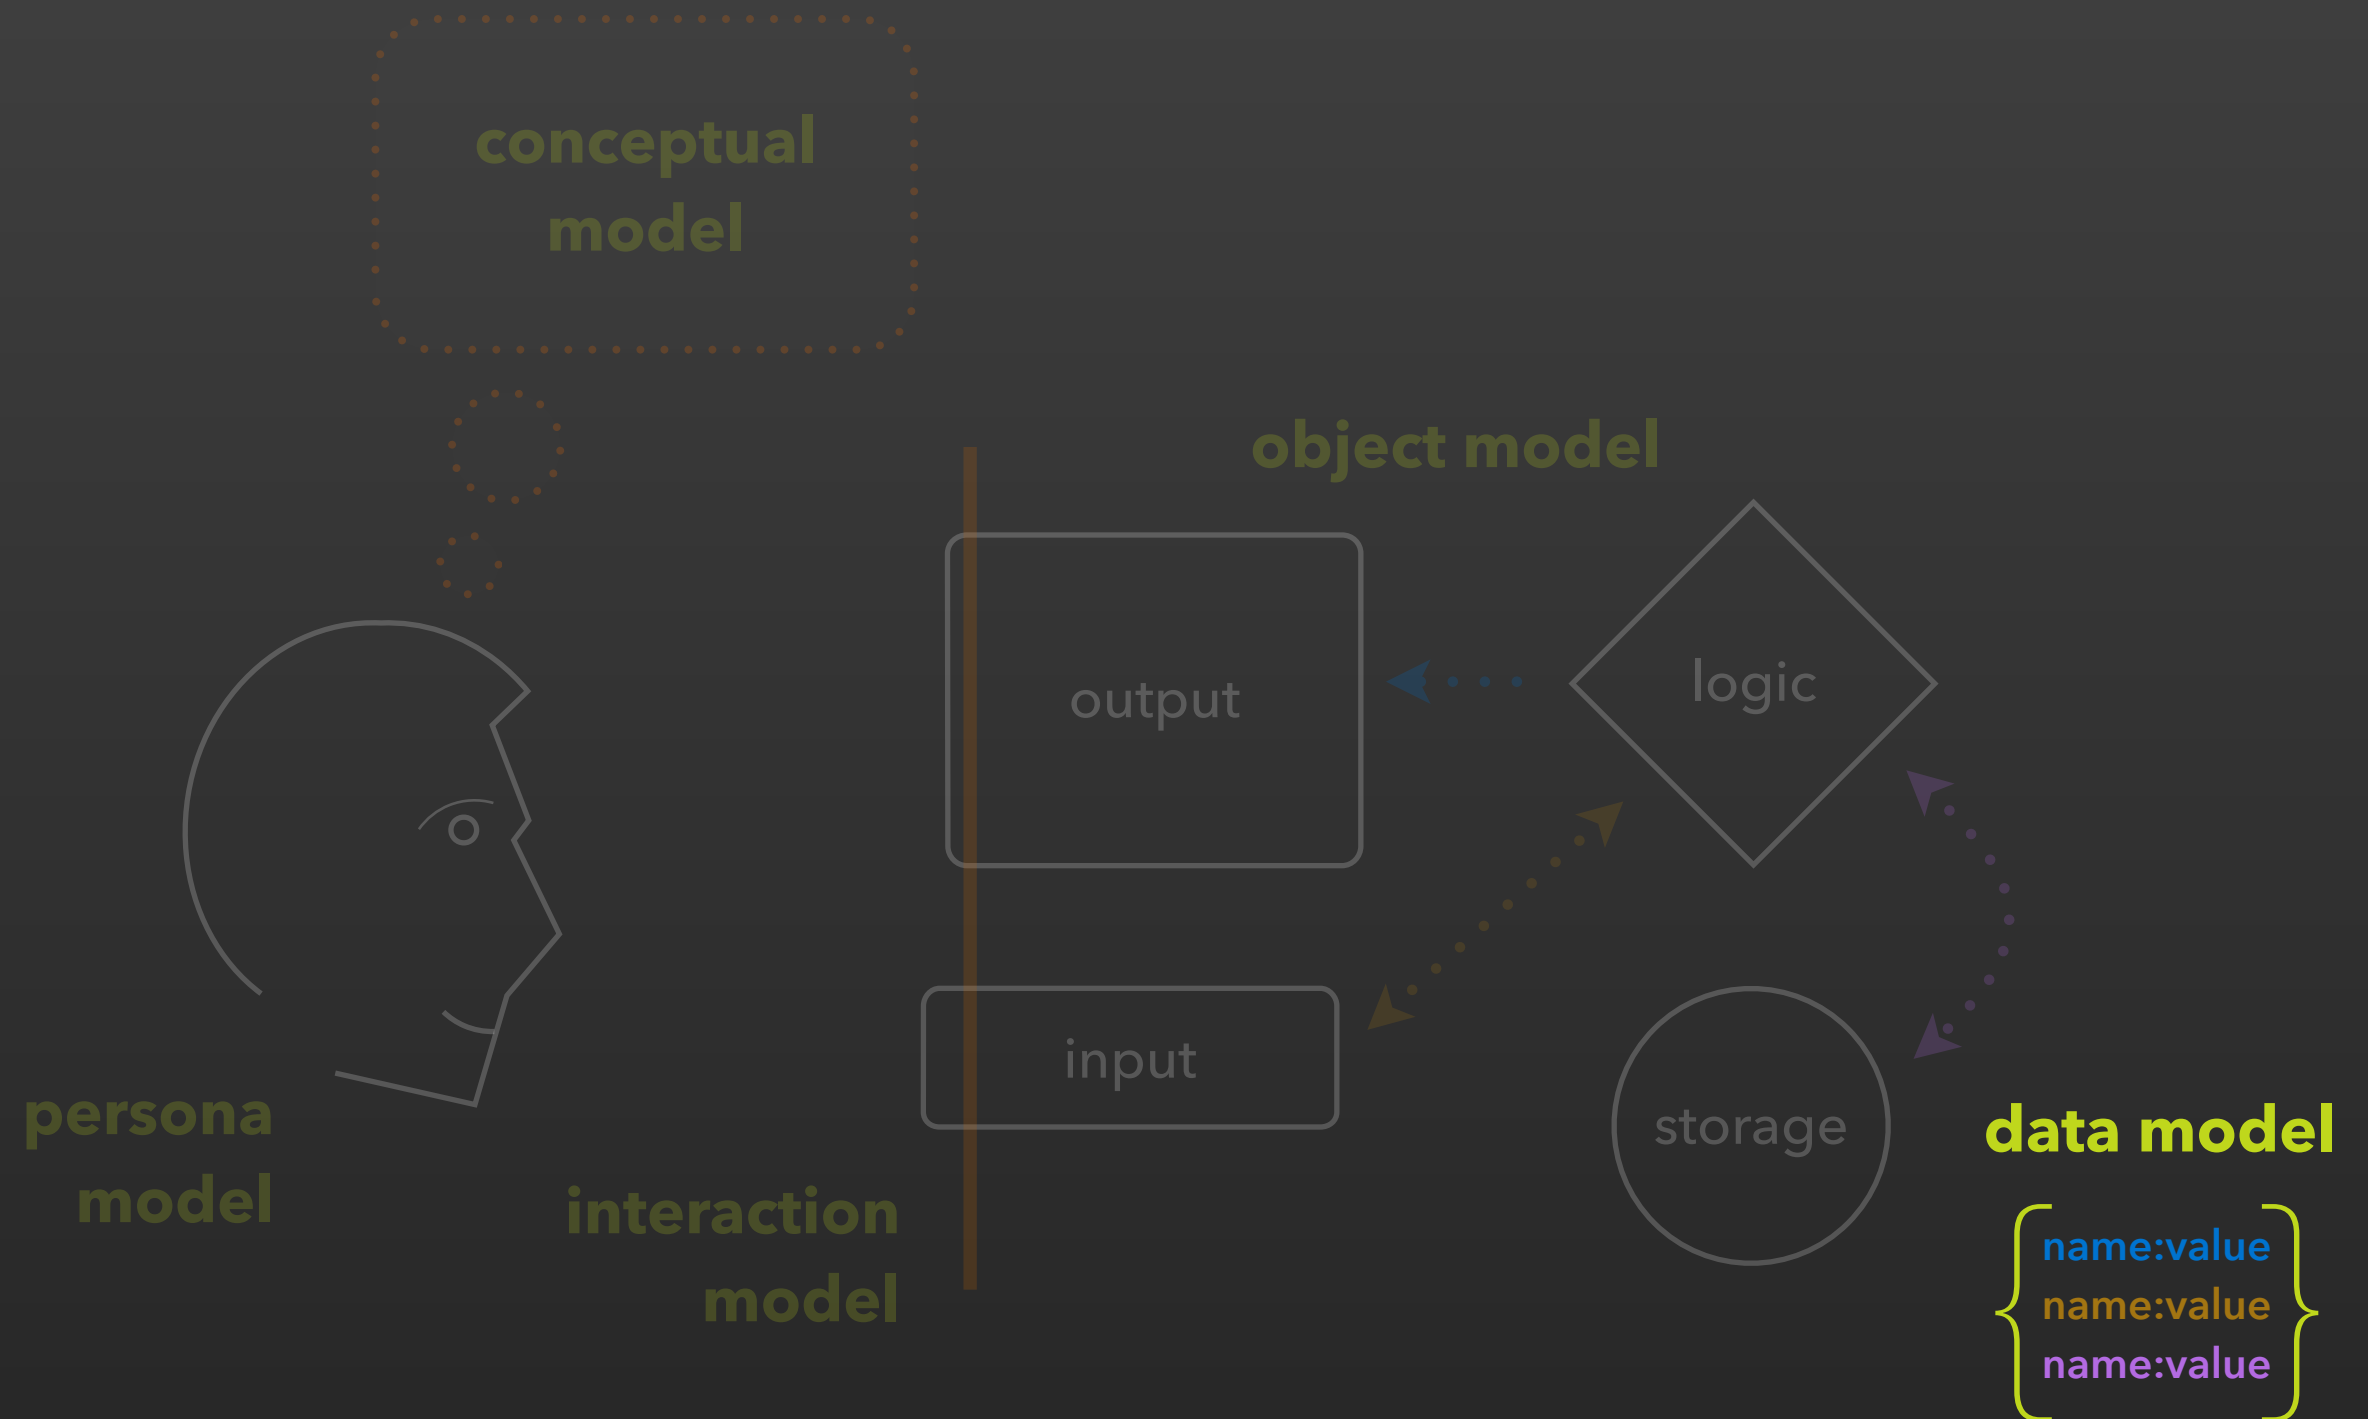 conceptual
model
object model
output
logic
input
storage
persona
model
interaction
model
data model
name:value
name:value
name:value